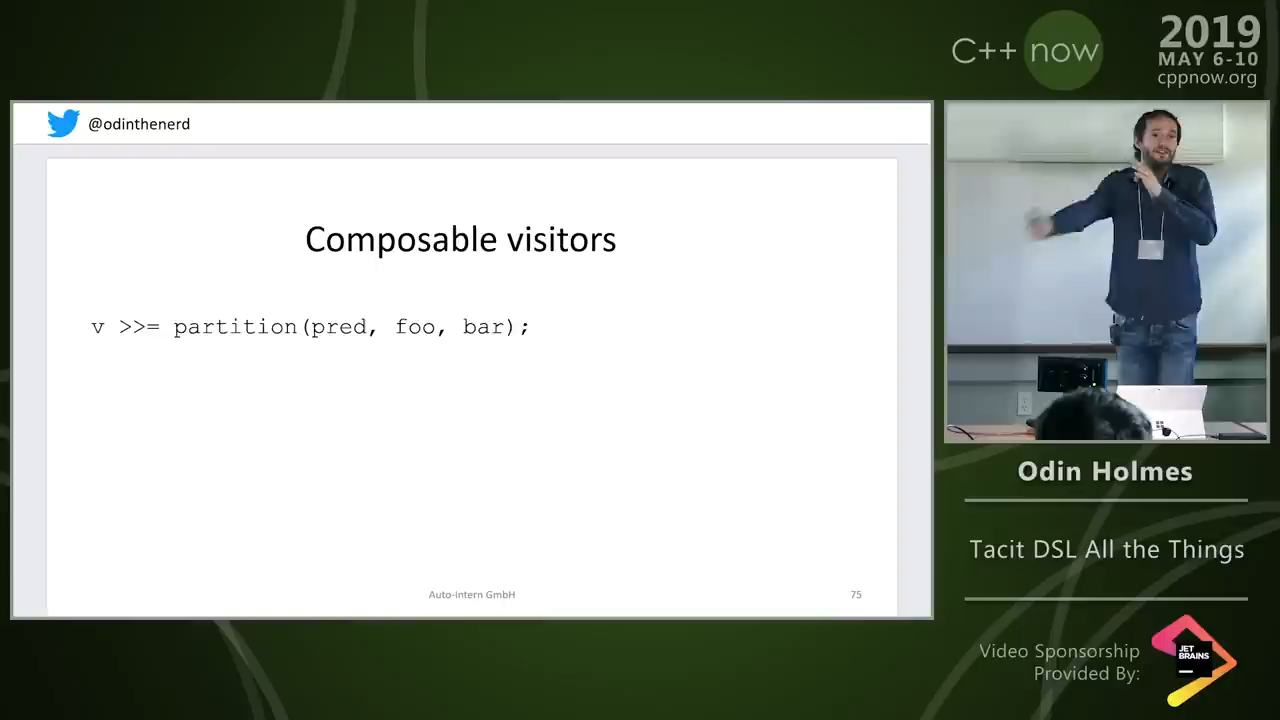 C++ now
2019
MAY 6-10
cppnow.org
@odinthenerd
Composable visitors
v >>= partition(pred, foo, bar);
Auto-Intern GmbH
75
Odin Holmes
Tacit DSL All the Things
Video Sponsorship
Provided By:
JET
BRAINS